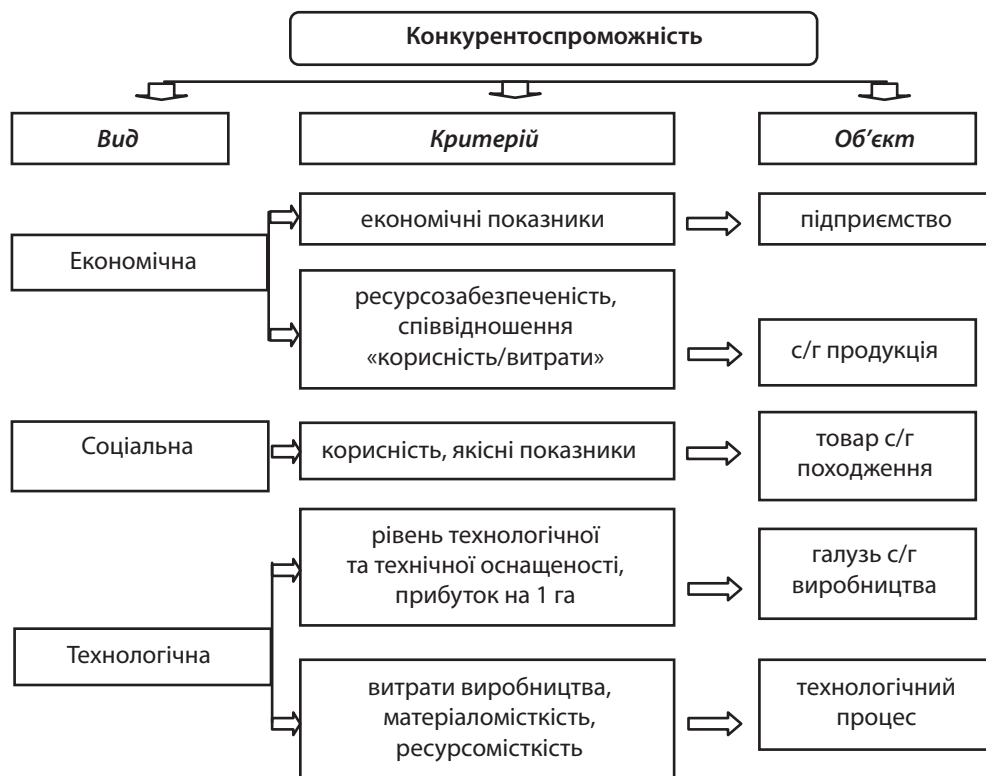 Конкурентоспроможність
Вид
Критерій
Об’єкт
Економічна
економічні показники
підприємство
ресурсозабезпеченість,
співвідношення
«корисність/витрати»
с/г продукція
Соціальна
корисність, якісні показники
товар с/г
походження
Технологічна
рівень технологічної
та технічної оснащеності,
прибуток на 1 га
галузь с/г
виробництва
витрати виробництва,
матеріаломісткість,
ресурсомісткість
технологічний
процес